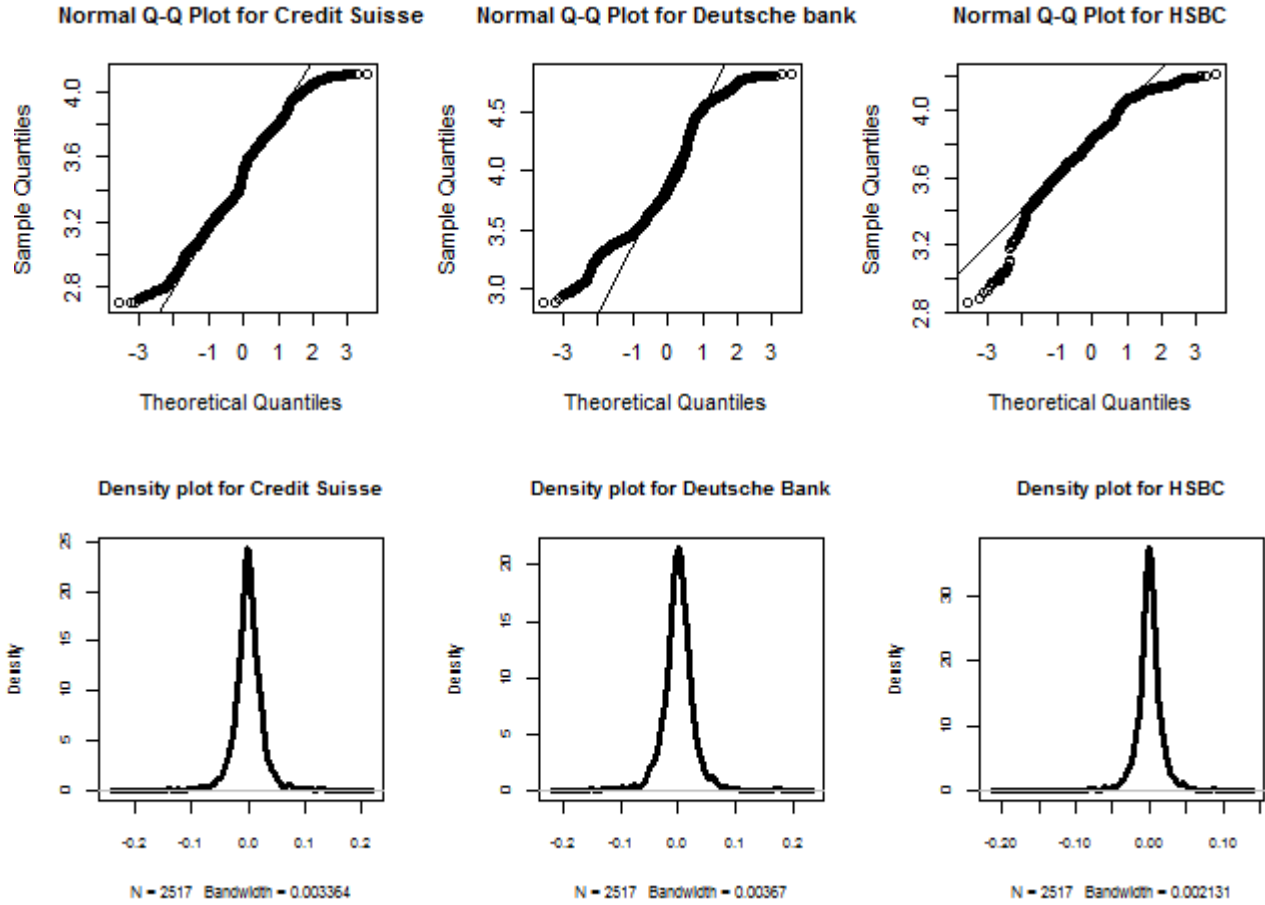 Normal Q-Q Plot for Credit Suisse
Normal Q-Q Plot for Deutsche bank
Normal Q-Q Plot for HSBC
Sample Quantiles
2.8 3.2 3.6 4.0
-3 -1 0 1 2 3
Theoretical Quantiles
Sample Quantiles
3.0 3.5 4.0 4.5
-3 -1 0 1 2 3
Theoretical Quantiles
Sample Quantiles
2.8 3.2 3.6 4.0
-3 -1 0 1 2 3
Theoretical Quantiles
Density plot for Credit Suisse
Density plot for Deutsche Bank
Density plot for HSBC
Density
0 5 10 15 20 25
-0.2 -0.1 0.0 0.1 0.2
N = 2517 Bandwidth = 0.003364
Density
0 5 10 15 20
-0.2 -0.1 0.0 0.1 0.2
N = 2517 Bandwidth = 0.00367
Density
0 10 20 30
-0.20 -0.10 0.00 0.10
N = 2517 Bandwidth = 0.002131